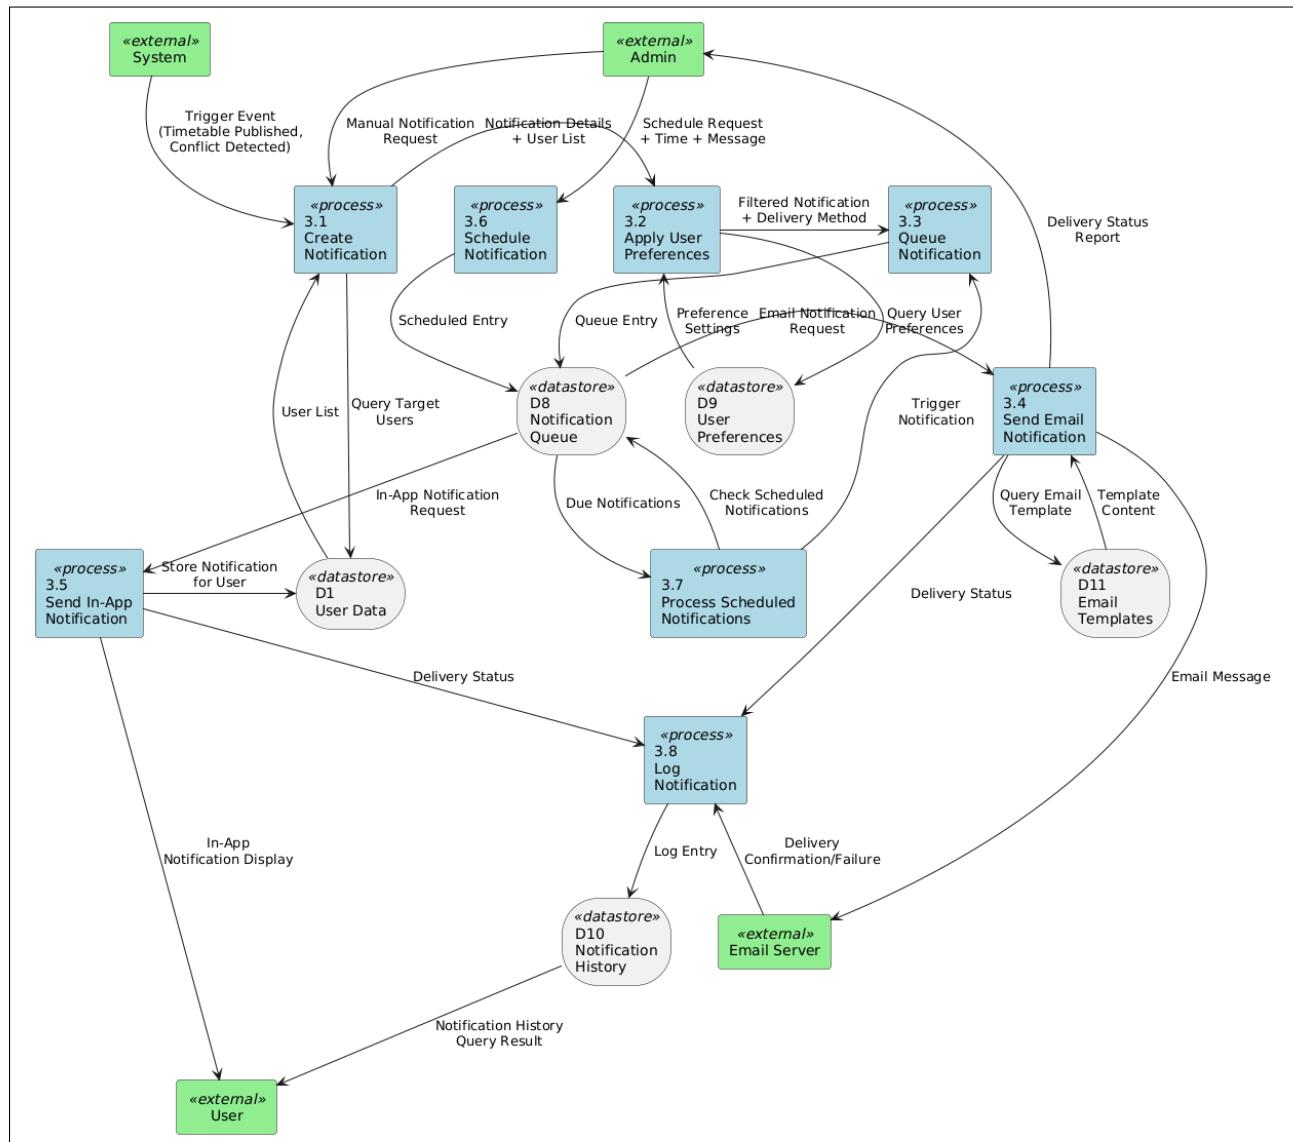 «external»
System
«external»
Admin
Trigger Event
(Timetable Published,
Conflict Detected)
Manual Notification
Request
Notification Details
+ User List
Schedule Request
+ Time + Message
«process»
3.1
Create
Notification
«process»
3.6
Schedule
Notification
«process»
3.2
Apply User
Preferences
Filtered Notification
+ Delivery Method
«process»
3.3
Queue
Notification
Delivery Status
Report
Scheduled Entry
Queue Entry
Preference
Settings
Email Notification
Request
Query User
Preferences
User List
Query Target
Users
«datastore»
D8
Notification
Queue
«datastore»
D9
User
Preferences
Trigger
Notification
«process»
3.4
Send Email
Notification
In-App Notification
Request
Due Notifications
Check Scheduled
Notifications
Query Email
Template
Template
Content
«process»
3.5
Send In-App
Notification
Store Notification
for User
«datastore»
D1
User Data
«process»
3.7
Process Scheduled
Notifications
Delivery Status
«datastore»
D11
Email
Templates
Delivery Status
Email Message
«process»
3.8
Log
Notification
In-App
Notification Display
Log Entry
Delivery
Confirmation/Failure
«datastore»
D10
Notification
History
«external»
Email Server
Notification History
Query Result
«external»
User